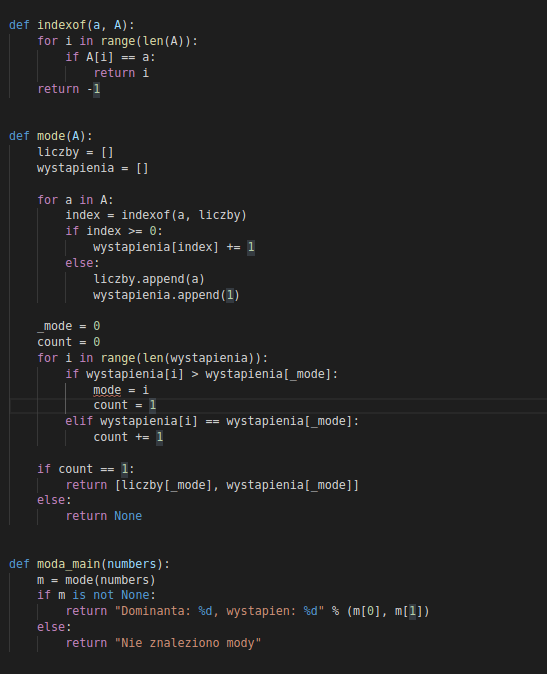 def indexof(a, A):
    for i in range(len(A)):
        if A[i] == a:
            return i
    return -1
def mode(A):
    liczby = []
    wystapienia = []
    for a in A:
        index = indexof(a, liczby)
        if index >= 0:
            wystapienia[index] += 1
        else:
            liczby.append(a)
            wystapienia.append(1)
    _mode = 0
    count = 0
    for i in range(len(wystapienia)):
        if wystapienia[i] > wystapienia[_mode]:
            mode = i
            count = 1
        elif wystapienia[i] == wystapienia[_mode]:
            count += 1
    if count == 1:
        return [liczby[_mode], wystapienia[_mode]]
    else:
        return None
def moda_main(numbers):
    m = mode(numbers)
    if m is not None:
        return "Dominanta: %d, wystapien: %d" % (m[0], m[1])
    else:
        return "Nie znaleziono mody"